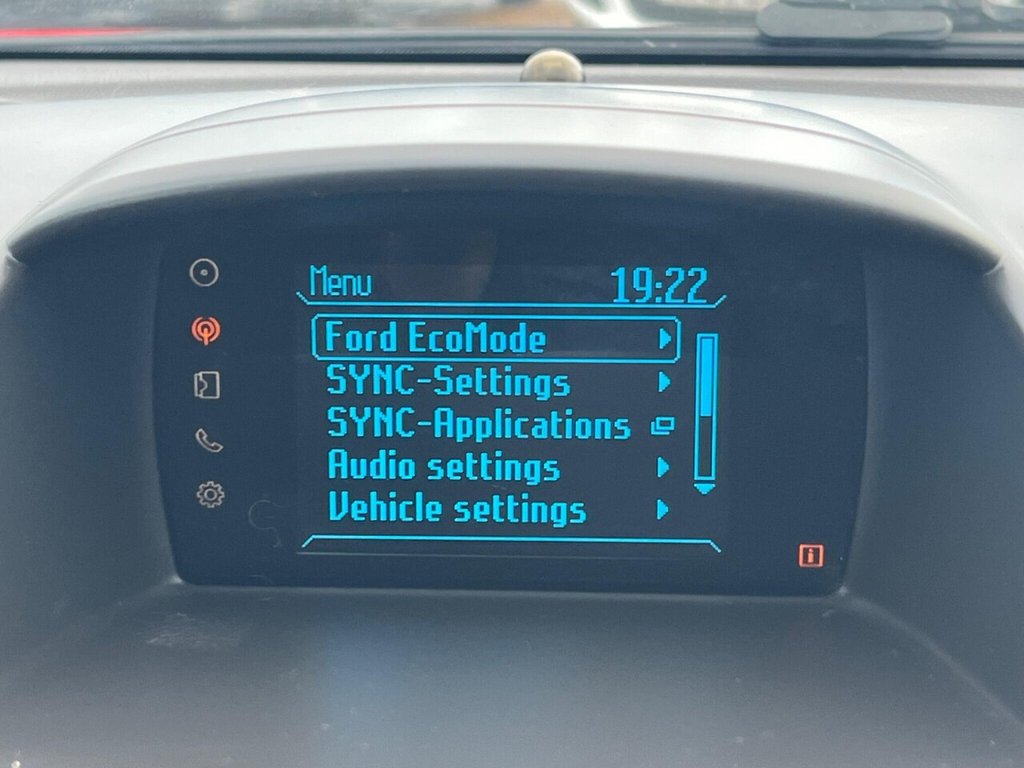 Menu 19:22
Ford EcoMode
SYNC-Settings
SYNC-Applications
Audio settings
Vehicle settings
i